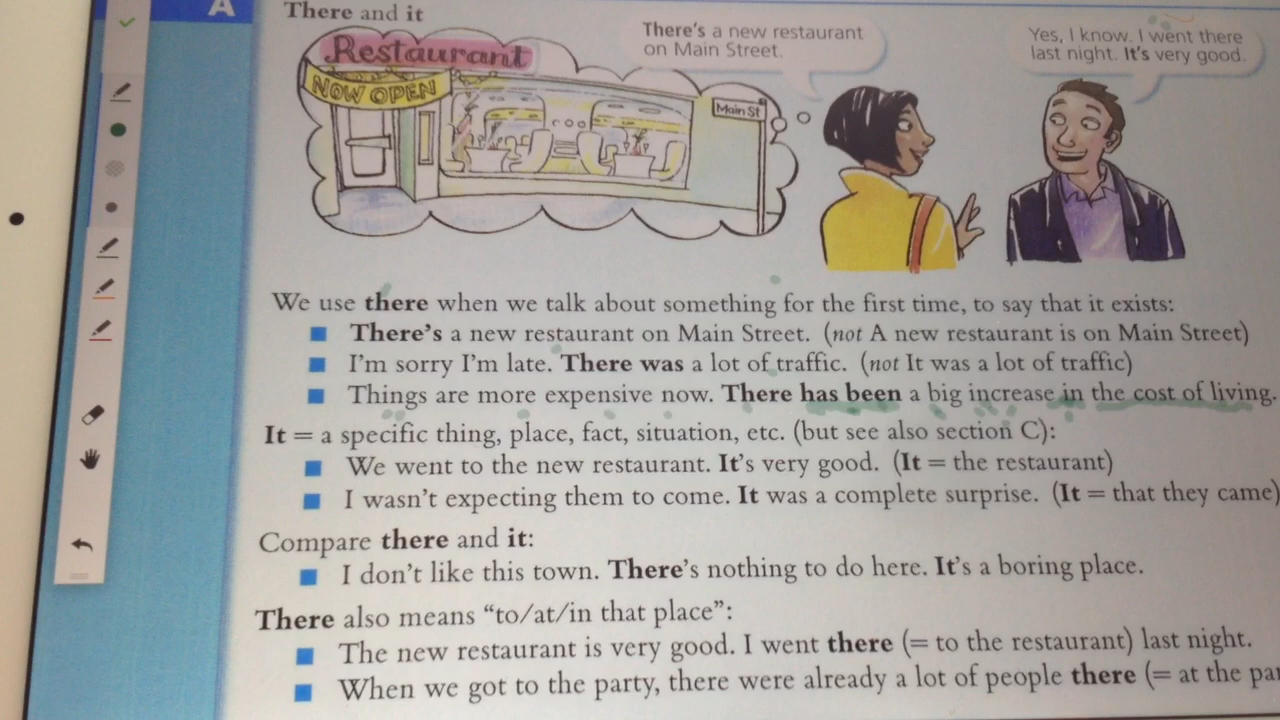 A
There and it
There's a new restaurant
on Main Street.
Yes, I know. I went there
last night. It's very good.
Restaurant
NOW OPEN
Main St
We use there when we talk about something for the first time, to say that it exists:
There's a new restaurant on Main Street. (not A new restaurant is on Main Street)
I'm sorry I'm late. There was a lot of traffic. (not It was a lot of traffic)
Things are more expensive now. There has been a big increase in the cost of living.
It = a specific thing, place, fact, situation, etc. (but see also section C):
We went to the new restaurant. It's very good. (It = the restaurant)
I wasn't expecting them to come. It was a complete surprise. (It = that they came)
Compare there and it:
I don't like this town. There's nothing to do here. It's a boring place.
There also means “to/at/in that place”:
The new restaurant is very good. I went there (= to the restaurant) last night.
When we got to the party, there were already a lot of people there (= at the